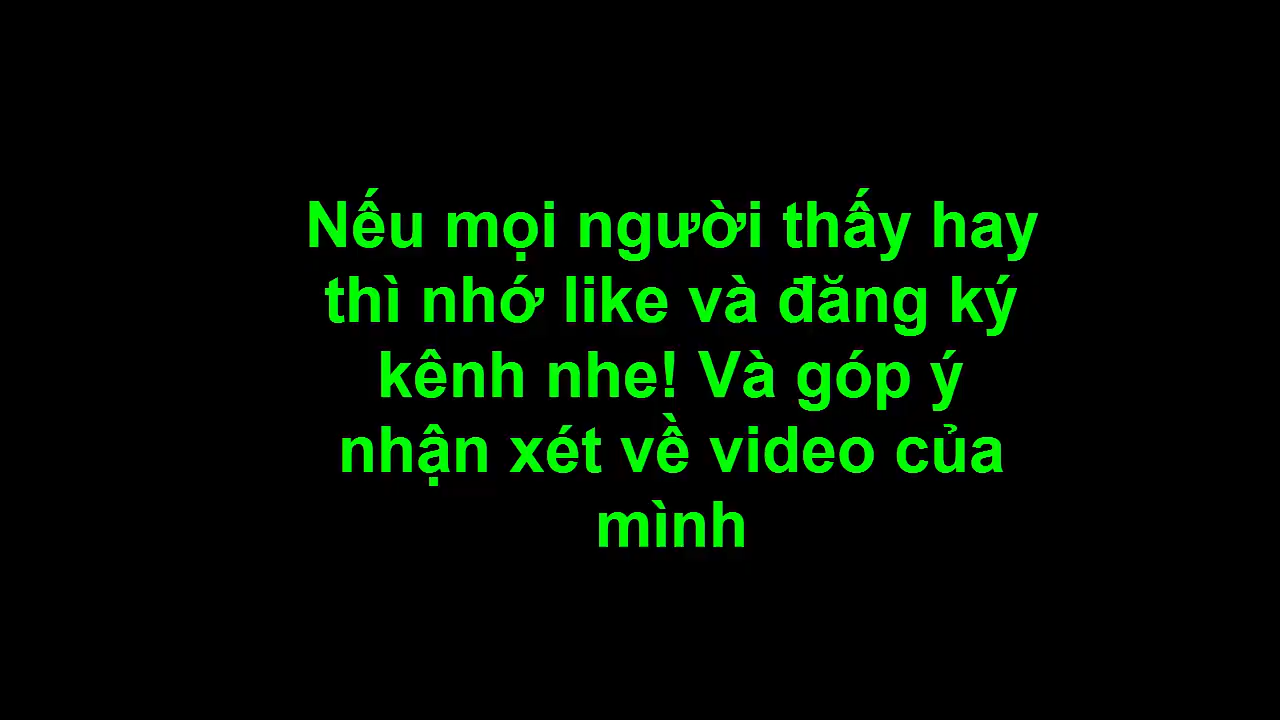 Nếu mọi người thấy hay
thì nhớ like và đăng ký
kênh nhe! Và góp ý
nhận xét về video của
mình